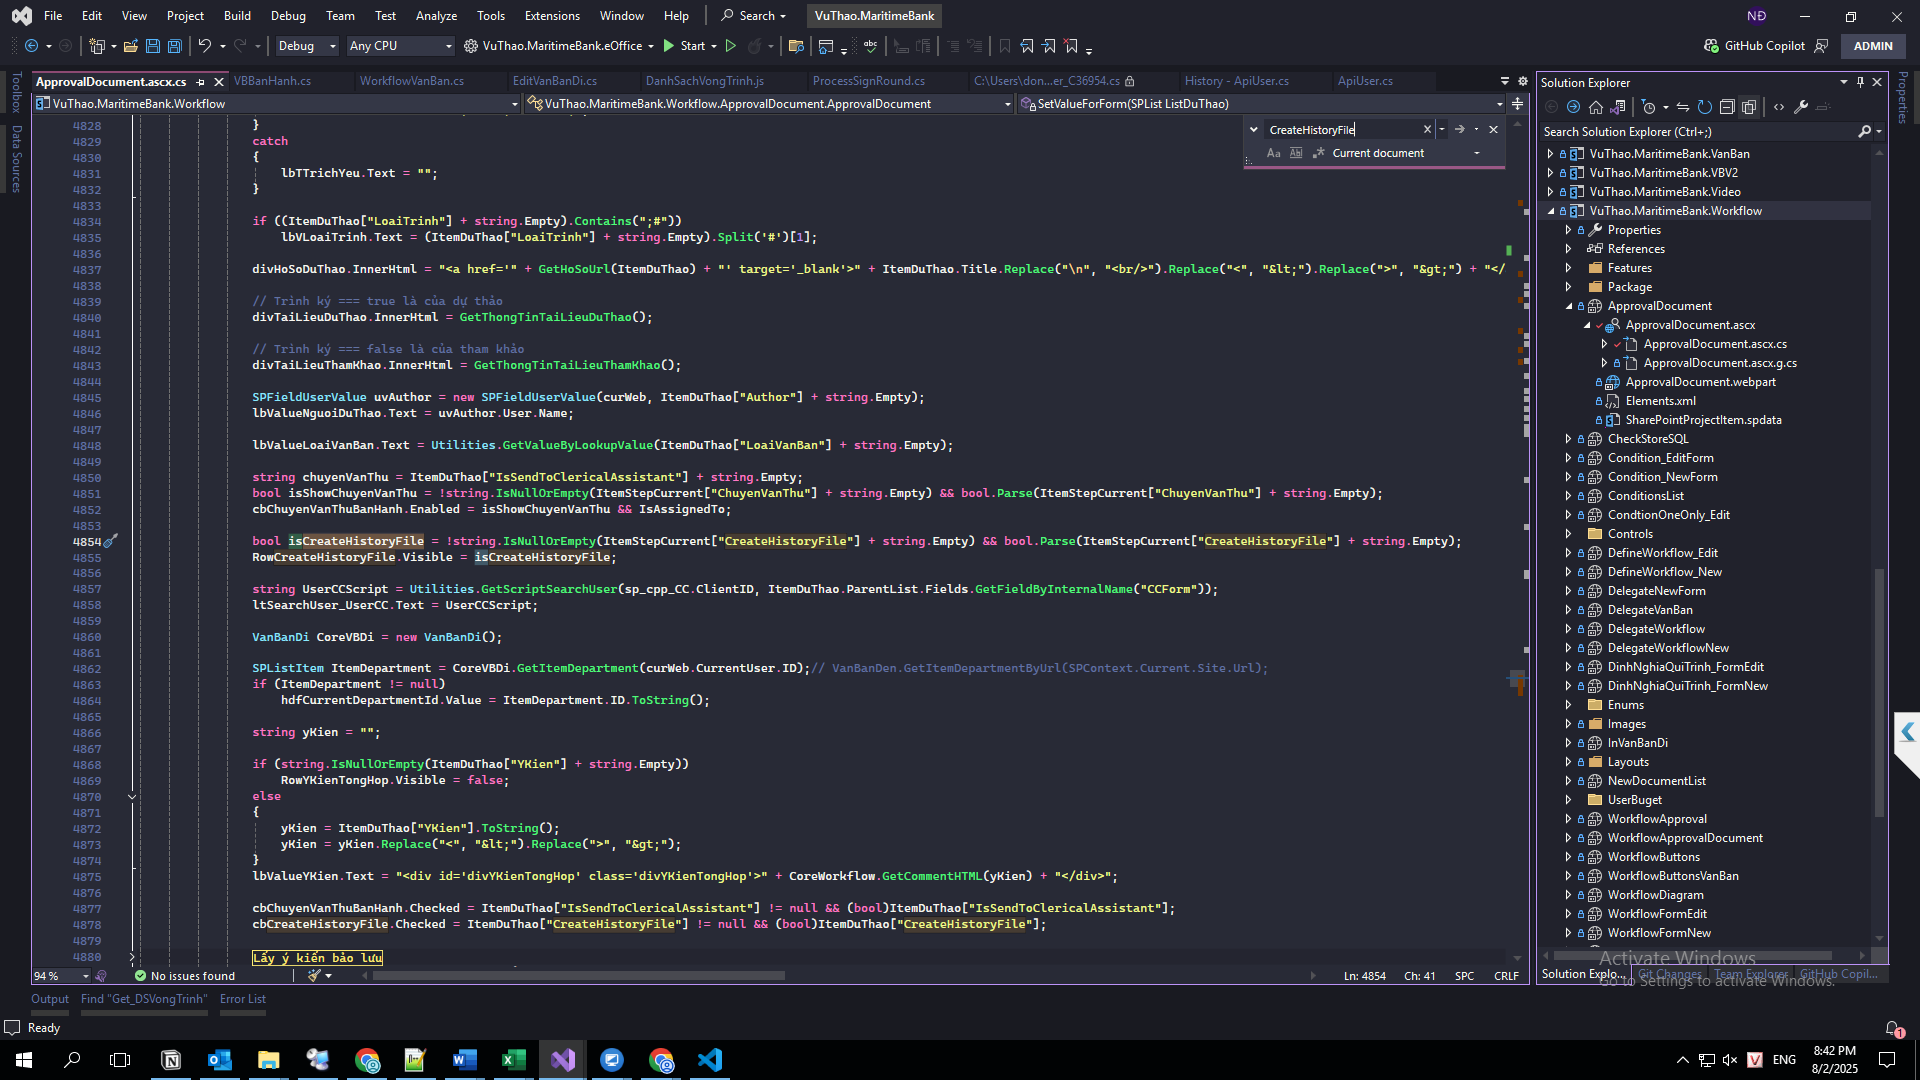 File Edit View Project Build Debug Team Test Analyze Tools Extensions Window Help Search VuThao.MaritimeBank NĐ
Debug Any CPU VuThao.MaritimeBank.eOffice Start GitHub Copilot ADMIN
ApprovalDocument.ascx.cs VBBanHanh.cs WorkflowVanBan.cs EditVanBanDi.cs DanhSachVongTrinh.js ProcessSignRound.cs C:\Users\don...er_C36954.cs History - ApiUser.cs ApiUser.cs
VuThao.MaritimeBank.Workflow VuThao.MaritimeBank.Workflow.ApprovalDocument.ApprovalDocument SetValueForForm(SPList ListDuThao)
Toolbox
Data Sources
CreateHistoryFile
Aa Current document
4828 }
4829 catch
4830 {
4831 lbTTrichYeu.Text = "";
4832 }
4833
4834 if ((ItemDuThao["LoaiTrinh"] + string.Empty).Contains(";#"))
4835 lbVLoaiTrinh.Text = (ItemDuThao["LoaiTrinh"] + string.Empty).Split('#')[1];
4836
4837 divHoSoDuThao.InnerHtml = "<a href='" + GetHoSoUrl(ItemDuThao) + "' target='_blank'>" + ItemDuThao.Title.Replace("\n", "<br/>").Replace("<", "&lt;").Replace(">", "&gt;") + "</
4838
4839 // Trình ký === true là của dự thảo
4840 divTaiLieuDuThao.InnerHtml = GetThongTinTaiLieuDuThao();
4841
4842 // Trình ký === false là của tham khảo
4843 divTaiLieuThamKhao.InnerHtml = GetThongTinTaiLieuThamKhao();
4844
4845 SPFieldUserValue uvAuthor = new SPFieldUserValue(curWeb, ItemDuThao["Author"] + string.Empty);
4846 lbValueNguoiDuThao.Text = uvAuthor.User.Name;
4847
4848 lbValueLoaiVanBan.Text = Utilities.GetValueByLookupValue(ItemDuThao["LoaiVanBan"] + string.Empty);
4849
4850 string chuyenVanThu = ItemDuThao["IsSendToClericalAssistant"] + string.Empty;
4851 bool isShowChuyenVanThu = !string.IsNullOrEmpty(ItemStepCurrent["ChuyenVanThu"] + string.Empty) && bool.Parse(ItemStepCurrent["ChuyenVanThu"] + string.Empty);
4852 cbChuyenVanThuBanHanh.Enabled = isShowChuyenVanThu && IsAssignedTo;
4853
4854 bool isCreateHistoryFile = !string.IsNullOrEmpty(ItemStepCurrent["CreateHistoryFile"] + string.Empty) && bool.Parse(ItemStepCurrent["CreateHistoryFile"] + string.Empty);
4855 RowCreateHistoryFile.Visible = isCreateHistoryFile;
4856
4857 string UserCCScript = Utilities.GetScriptSearchUser(sp_cpp_CC.ClientID, ItemDuThao.ParentList.Fields.GetFieldByInternalName("CCForm"));
4858 ltSearchUser_UserCC.Text = UserCCScript;
4859
4860 VanBanDi CoreVBDi = new VanBanDi();
4861
4862 SPListItem ItemDepartment = CoreVBDi.GetItemDepartment(curWeb.CurrentUser.ID);// VanBanDen.GetItemDepartmentByUrl(SPContext.Current.Site.Url);
4863 if (ItemDepartment != null)
4864 hdfCurrentDepartmentId.Value = ItemDepartment.ID.ToString();
4865
4866 string yKien = "";
4867
4868 if (string.IsNullOrEmpty(ItemDuThao["YKien"] + string.Empty))
4869 RowYKienTongHop.Visible = false;
4870 else
4871 {
4872 yKien = ItemDuThao["YKien"].ToString();
4873 yKien = yKien.Replace("<", "&lt;").Replace(">", "&gt;");
4874 }
4875 lbValueYKien.Text = "<div id='divYKienTongHop' class='divYKienTongHop'>" + CoreWorkflow.GetCommentHTML(yKien) + "</div>";
4876
4877 cbChuyenVanThuBanHanh.Checked = ItemDuThao["IsSendToClericalAssistant"] != null && (bool)ItemDuThao["IsSendToClericalAssistant"];
4878 cbCreateHistoryFile.Checked = ItemDuThao["CreateHistoryFile"] != null && (bool)ItemDuThao["CreateHistoryFile"];
4879
4880 Lấy ý kiến bảo lưu
94 % No issues found Ln: 4854 Ch: 41 SPC CRLF
Output Find "Get_DSVongTrinh" Error List
Ready
Solution Explorer
Search Solution Explorer (Ctrl+;)
VuThao.MaritimeBank.VanBan
VuThao.MaritimeBank.VBV2
VuThao.MaritimeBank.Video
VuThao.MaritimeBank.Workflow
Properties
References
Features
Package
ApprovalDocument
ApprovalDocument.ascx
ApprovalDocument.ascx.cs
ApprovalDocument.ascx.g.cs
ApprovalDocument.webpart
Elements.xml
SharePointProjectItem.spdata
CheckStoreSQL
Condition_EditForm
Condition_NewForm
ConditionsList
CondtionOneOnly_Edit
Controls
DefineWorkflow_Edit
DefineWorkflow_New
DelegateNewForm
DelegateVanBan
DelegateWorkflow
DelegateWorkflowNew
DinhNghiaQuiTrinh_FormEdit
DinhNghiaQuiTrinh_FormNew
Enums
Images
InVanBanDi
Layouts
NewDocumentList
UserBuget
WorkflowApproval
WorkflowApprovalDocument
WorkflowButtons
WorkflowButtonsVanBan
WorkflowDiagram
WorkflowFormEdit
WorkflowFormNew
Solution Explo... Git Changes Team Explorer GitHub Copil...
Activate Windows
Go to Settings to activate Windows.
Properties
1
ENG
8:42 PM
8/2/2025